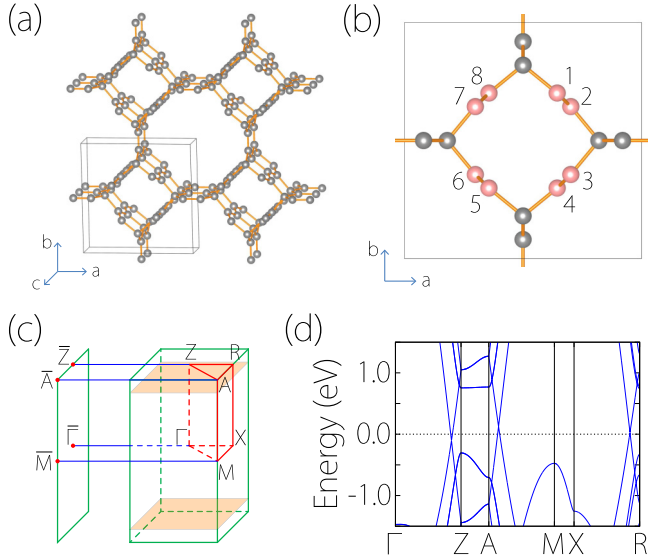 (a)
b
a
c
(b)
8 1
7 2
6 3
5 4
b
a
(c)
Z̅
A̅
Γ̅
M̅
Z R
A
Γ X
M
(d)
Energy (eV)
1.0
0.0
-1.0
Γ Z A M X R